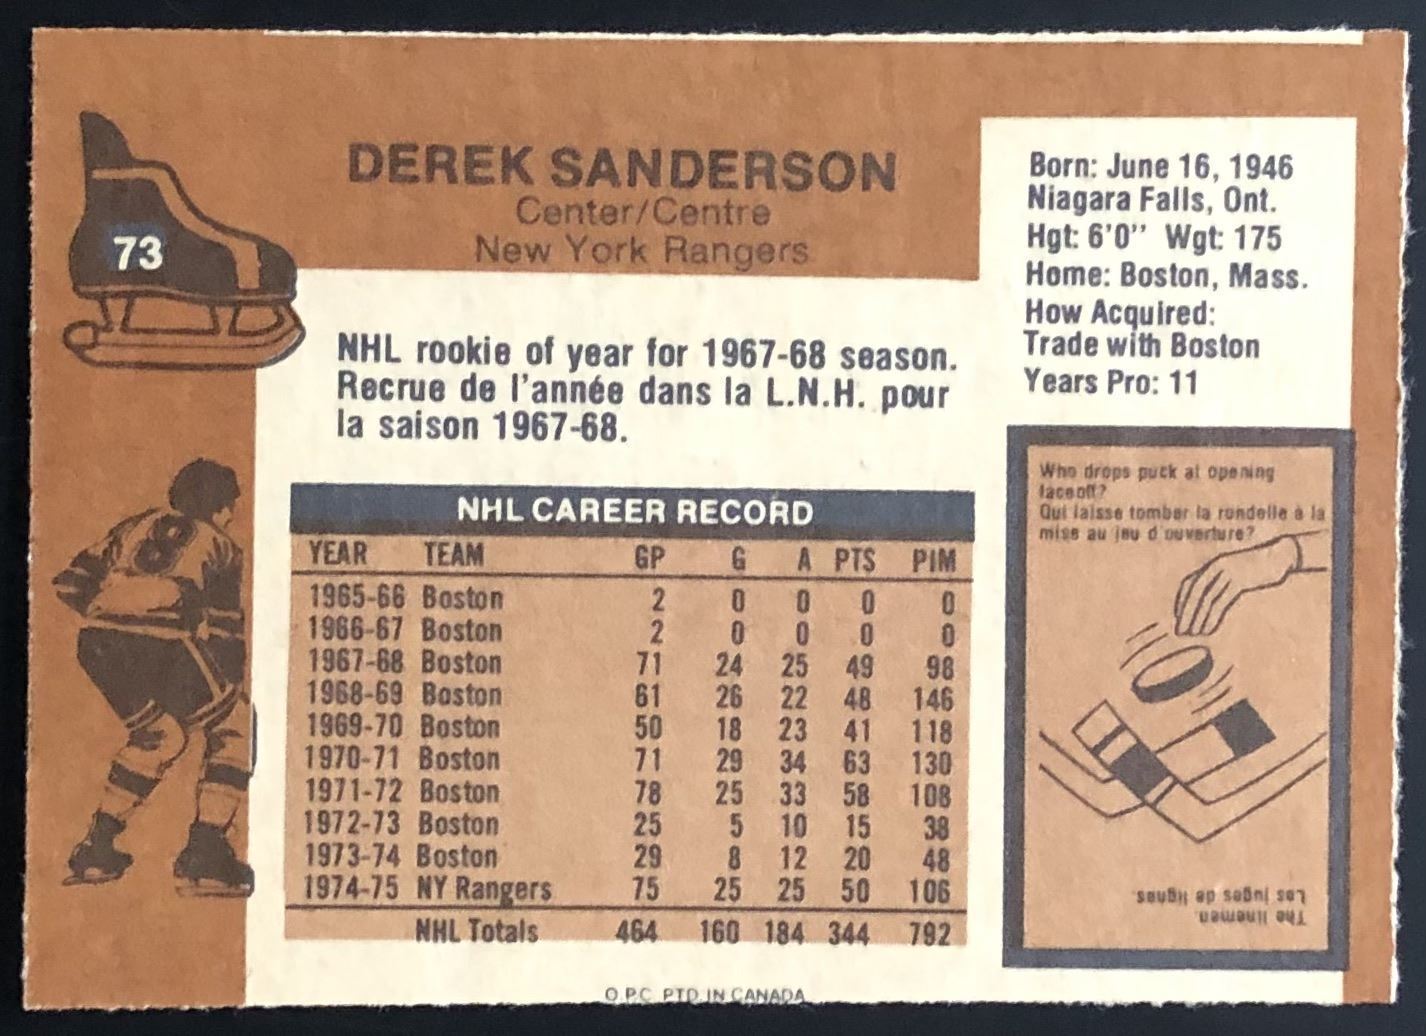 DEREK SANDERSON
Center/Centre
New York Rangers
73
Born: June 16, 1946
Niagara Falls, Ont.
Hgt: 6'0" Wgt: 175
Home: Boston, Mass.
How Acquired:
Trade with Boston
Years Pro: 11
NHL rookie of year for 1967-68 season.
Recrue de l'année dans la L.N.H. pour
la saison 1967-68.
NHL CAREER RECORD
YEAR TEAM GP G A PTS PIM
1965-66 Boston 2 0 0 0 0
1966-67 Boston 2 0 0 0 0
1967-68 Boston 71 24 25 49 98
1968-69 Boston 61 26 22 48 146
1969-70 Boston 50 18 23 41 118
1970-71 Boston 71 29 34 63 130
1971-72 Boston 78 25 33 58 108
1972-73 Boston 25 5 10 15 38
1973-74 Boston 29 8 12 20 48
1974-75 NY Rangers 75 25 25 50 106
NHL Totals 464 160 184 344 792
Who drops puck at opening
faceoff?
Qui laisse tomber la rondelle à la
mise au jeu d'ouverture?
The linemen.
Les juges de lignes.
O.P.C. PTD. IN CANADA